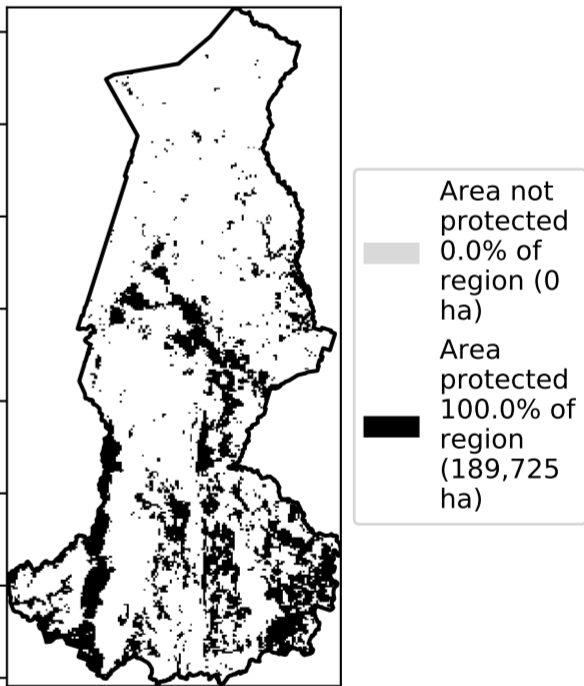 Area not
protected
0.0% of
region (0
ha)
Area
protected
100.0% of
region
(189,725
ha)